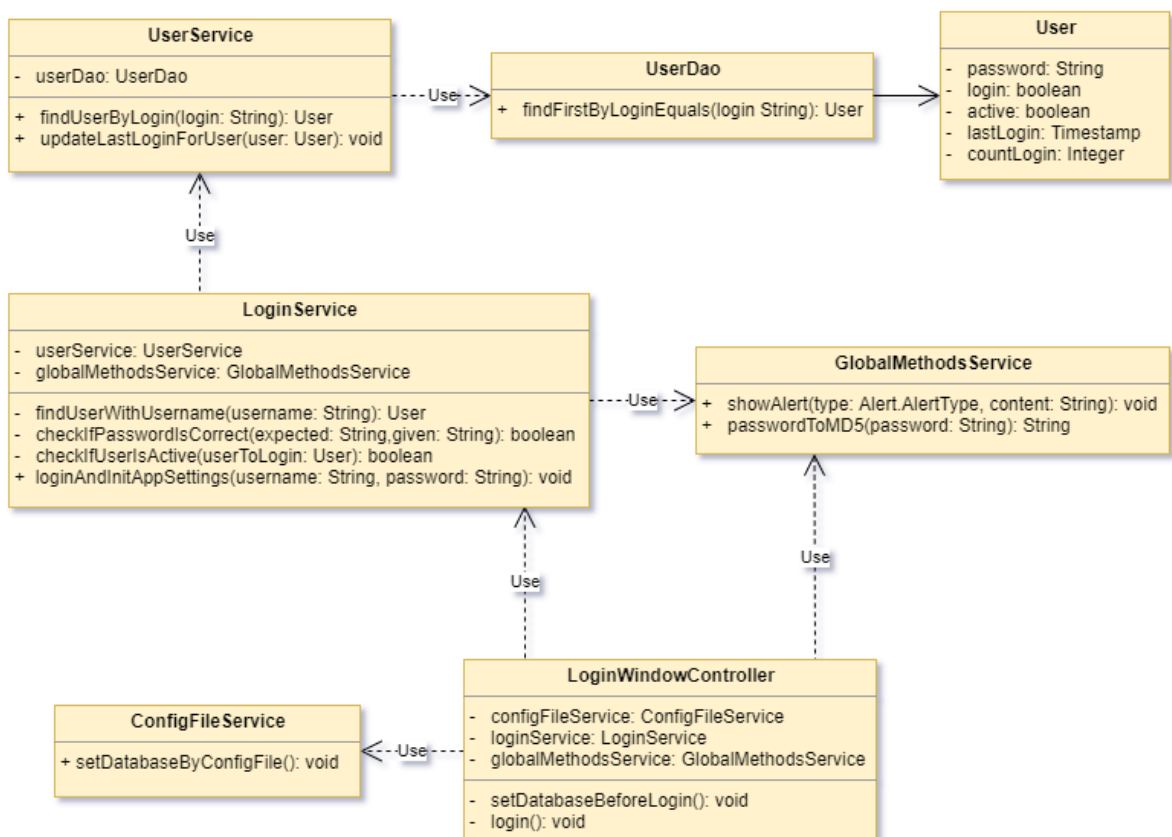 UserService
- userDao: UserDao
+ findUserByLogin(login: String): User
+ updateLastLoginForUser(user: User): void
Use
UserDao
+ findFirstByLoginEquals(login String): User
User
- password: String
- login: boolean
- active: boolean
- lastLogin: Timestamp
- countLogin: Integer
Use
LoginService
- userService: UserService
- globalMethodsService: GlobalMethodsService
- findUserWithUsername(username: String): User
- checkIfPasswordIsCorrect(expected: String,given: String): boolean
- checkIfUserIsActive(userToLogin: User): boolean
+ loginAndInitAppSettings(username: String, password: String): void
Use
GlobalMethodsService
+ showAlert(type: Alert.AlertType, content: String): void
+ passwordToMD5(password: String): String
Use
Use
ConfigFileService
+ setDatabaseByConfigFile(): void
Use
LoginWindowController
- configFileService: ConfigFileService
- loginService: LoginService
- globalMethodsService: GlobalMethodsService
- setDatabaseBeforeLogin(): void
- login(): void